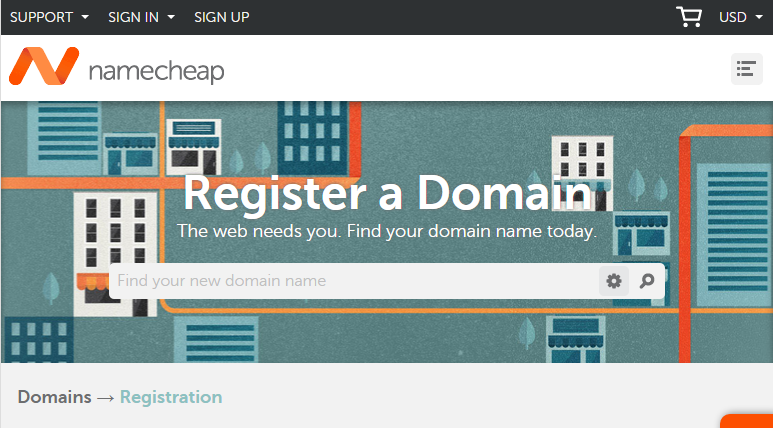 SUPPORT SIGN IN SIGN UP USD
namecheap
Register a Domain
The web needs you. Find your domain name today.
Find your new domain name
Domains → Registration